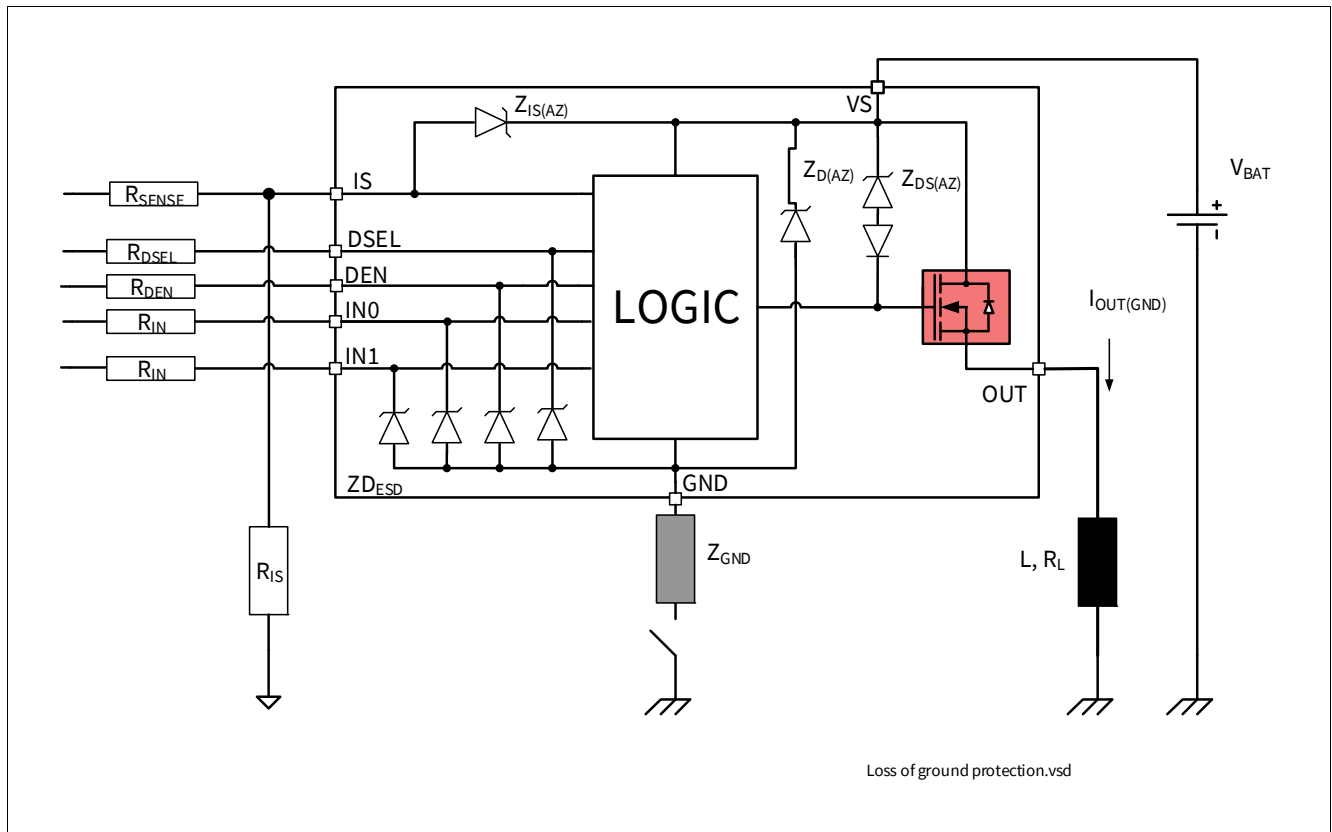 VS
Z_IS(AZ)
Z_D(AZ)
Z_DS(AZ)
V_BAT
+
-
R_SENSE
IS
R_DSEL
DSEL
R_DEN
DEN
R_IN
IN0
R_IN
IN1
LOGIC
I_OUT(GND)
OUT
ZD_ESD
GND
Z_GND
R_IS
L, R_L
Loss of ground protection.vsd